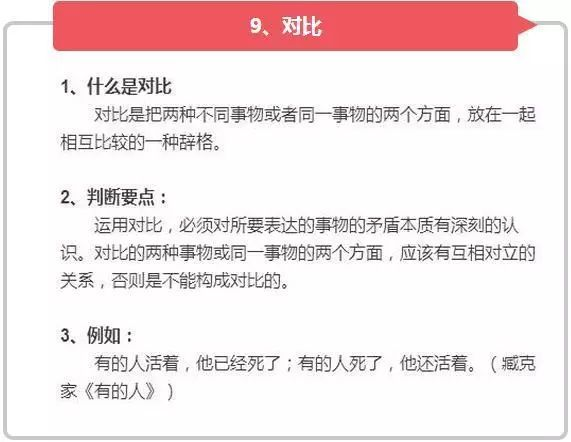 9、对比
1、什么是对比
对比是把两种不同事物或者同一事物的两个方面，放在一起
相互比较的一种辞格。
2、判断要点：
运用对比，必须对所要表达的事物的矛盾本质有深刻的认
识。对比的两种事物或同一事物的两个方面，应该有互相对立的
关系，否则是不能构成对比的。
3、例如：
有的人活着，他已经死了；有的人死了，他还活着。（臧克
家《有的人》）